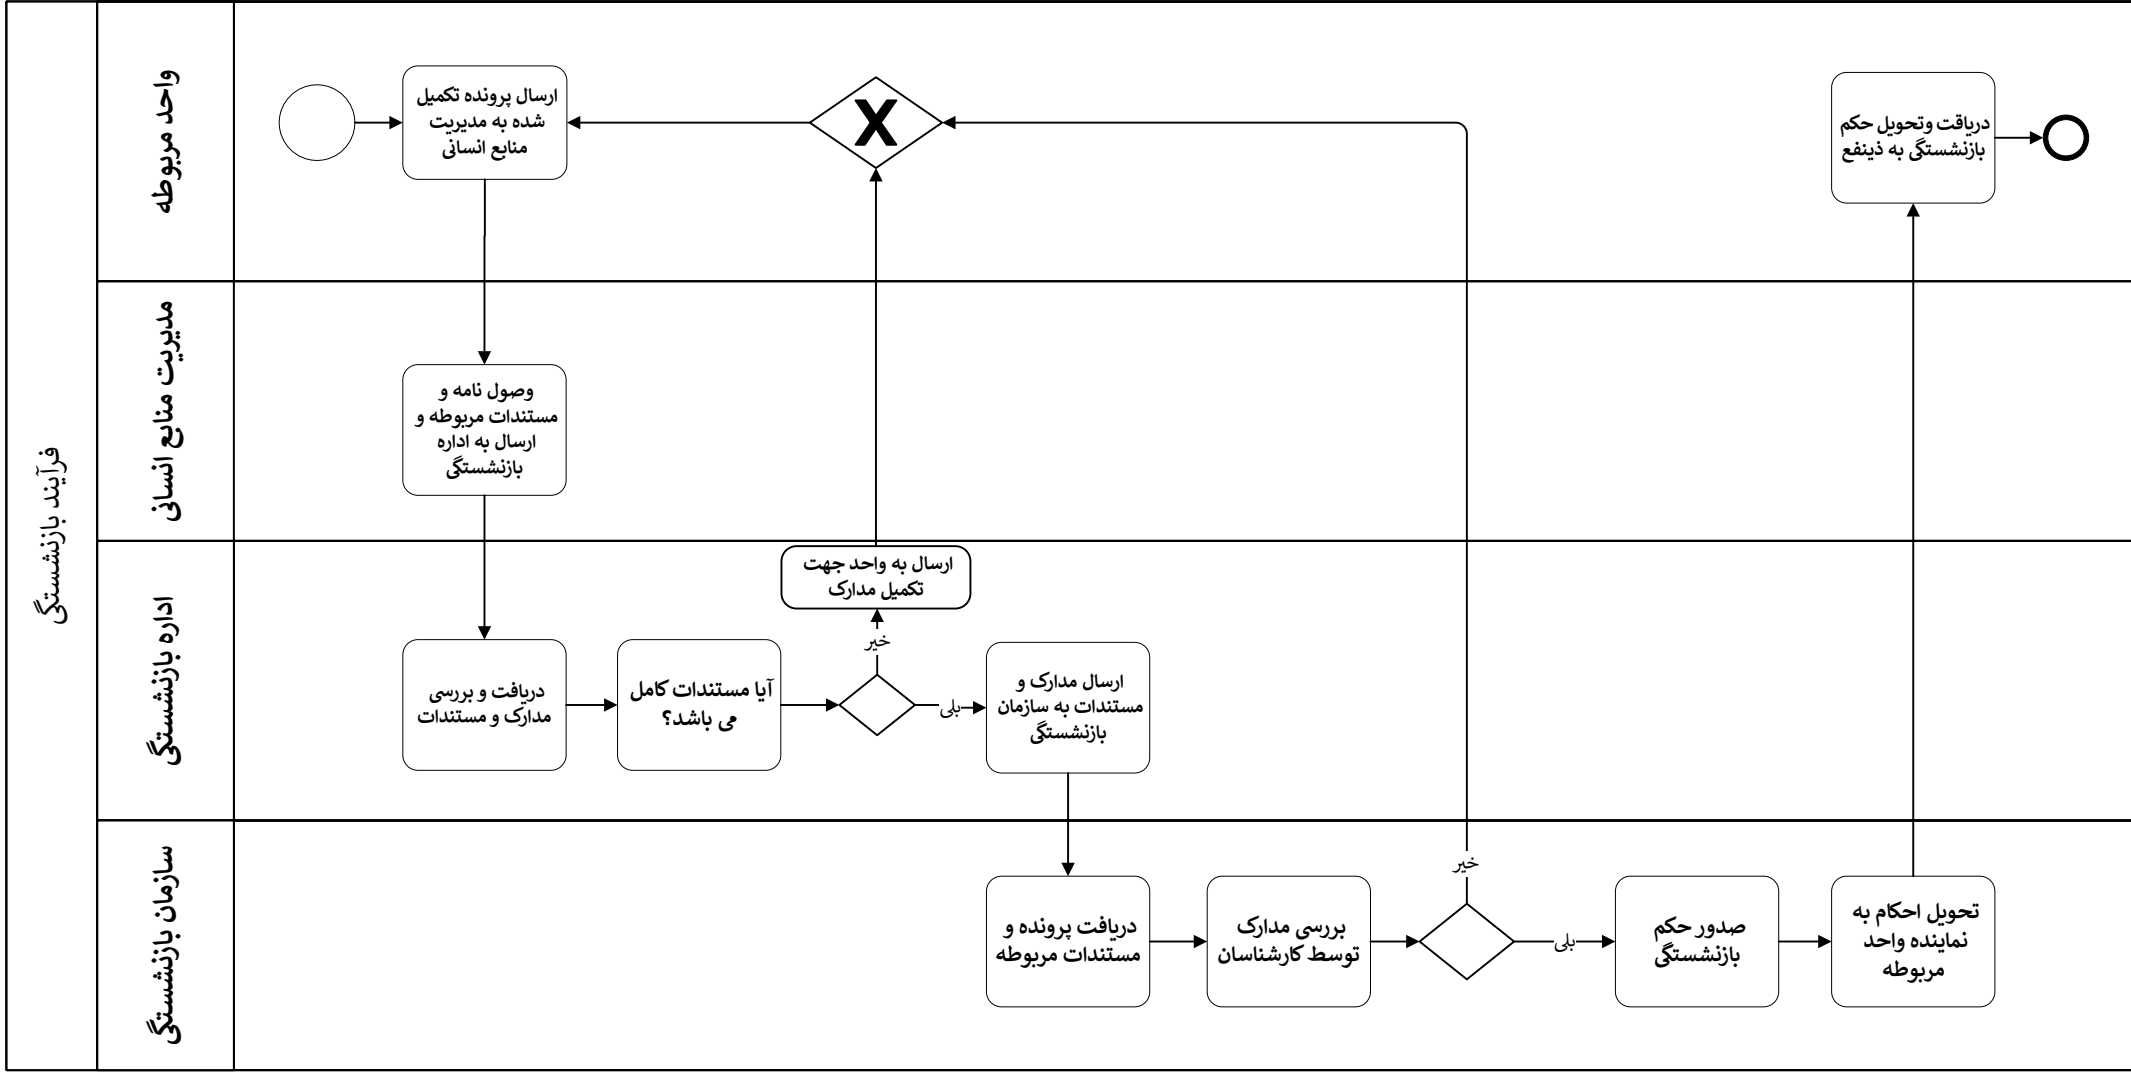 فرآیند بازنشستگی
واحد مربوطه
ارسال پرونده تکمیل
شده به مدیریت
منابع انسانی
X
دریاقت وتحویل حکم
بازنشستگی به ذینفع
مدیریت منابع انسانی
وصول نامه و
مستندات مربوطه و
ارسال به اداره
بازنشستگی
اداره بازنشستگی
ارسال به واحد جهت
تکمیل مدارک
خیر
دریافت و بررسی
مدارک و مستندات
آیا مستندات کامل
می باشد؟
بلی
ارسال مدارک و
مستندات به سازمان
بازنشستگی
سازمان بازنشستگی
دریافت پرونده و
مستندات مربوطه
بررسی مدارک
توسط کارشناسان
خیر
بلی
صدور حکم
بازنشستگی
تحویل احکام به
نماینده واحد
مربوطه